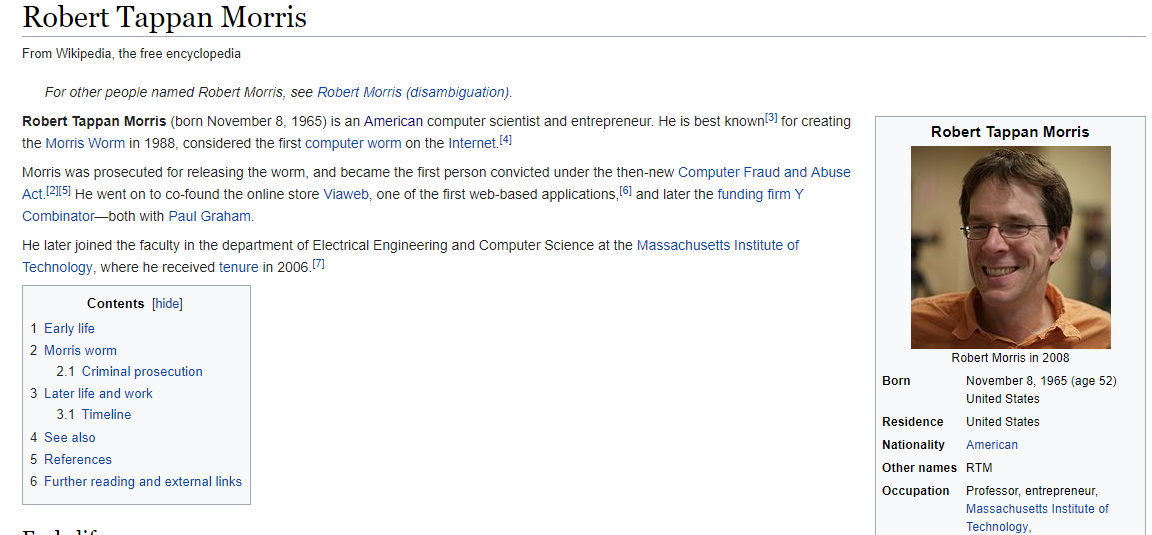 Robert Tappan Morris
From Wikipedia, the free encyclopedia
For other people named Robert Morris, see Robert Morris (disambiguation).
Robert Tappan Morris (born November 8, 1965) is an American computer scientist and entrepreneur. He is best known[3] for creating
the Morris Worm in 1988, considered the first computer worm on the Internet.[4]
Morris was prosecuted for releasing the worm, and became the first person convicted under the then-new Computer Fraud and Abuse
Act.[2][5] He went on to co-found the online store Viaweb, one of the first web-based applications,[6] and later the funding firm Y
Combinator—both with Paul Graham.
He later joined the faculty in the department of Electrical Engineering and Computer Science at the Massachusetts Institute of
Technology, where he received tenure in 2006.[7]
Contents [hide]
1 Early life
2 Morris worm
2.1 Criminal prosecution
3 Later life and work
3.1 Timeline
4 See also
5 References
6 Further reading and external links
Robert Tappan Morris
Robert Morris in 2008
Born November 8, 1965 (age 52)
United States
Residence United States
Nationality American
Other names RTM
Occupation Professor, entrepreneur,
Massachusetts Institute of
Technology,